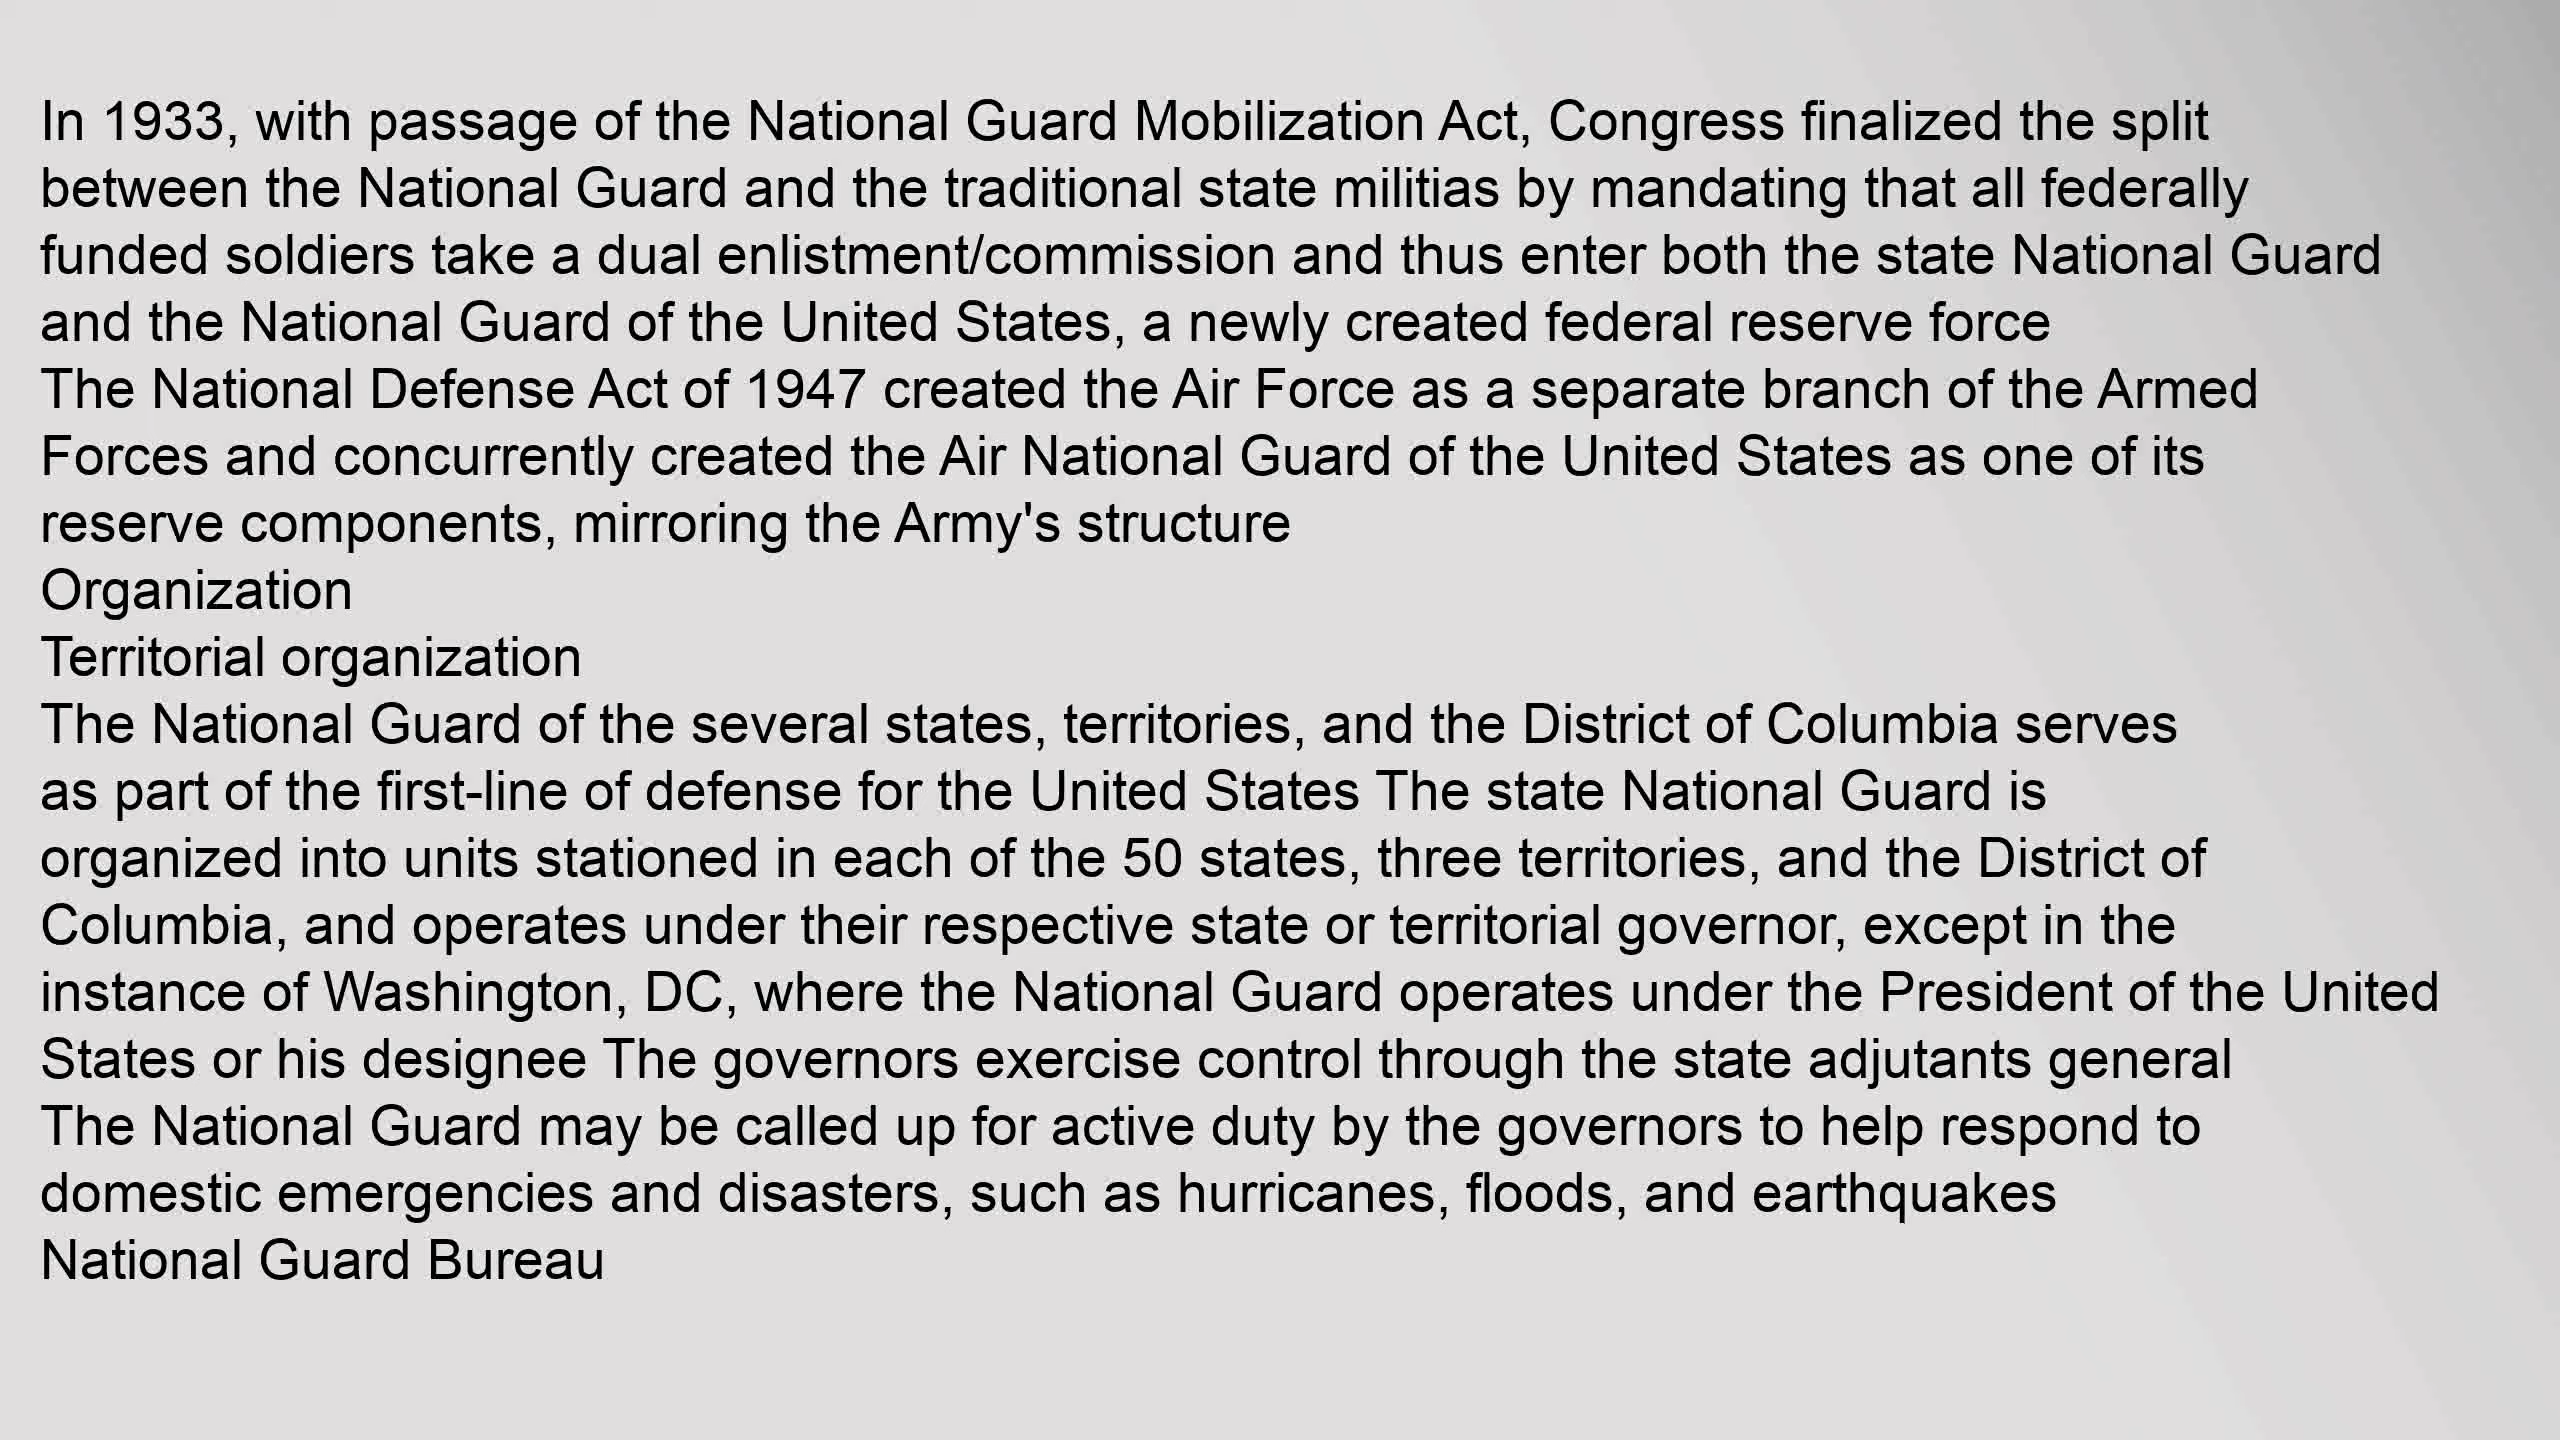 In 1933, with passage of the National Guard Mobilization Act, Congress finalized the split
between the National Guard and the traditional state militias by mandating that all federally
funded soldiers take a dual enlistment/commission and thus enter both the state National Guard
and the National Guard of the United States, a newly created federal reserve force
The National Defense Act of 1947 created the Air Force as a separate branch of the Armed
Forces and concurrently created the Air National Guard of the United States as one of its
reserve components, mirroring the Army's structure
Organization
Territorial organization
The National Guard of the several states, territories, and the District of Columbia serves
as part of the first-line of defense for the United States The state National Guard is
organized into units stationed in each of the 50 states, three territories, and the District of
Columbia, and operates under their respective state or territorial governor, except in the
instance of Washington, DC, where the National Guard operates under the President of the United
States or his designee The governors exercise control through the state adjutants general
The National Guard may be called up for active duty by the governors to help respond to
domestic emergencies and disasters, such as hurricanes, floods, and earthquakes
National Guard Bureau